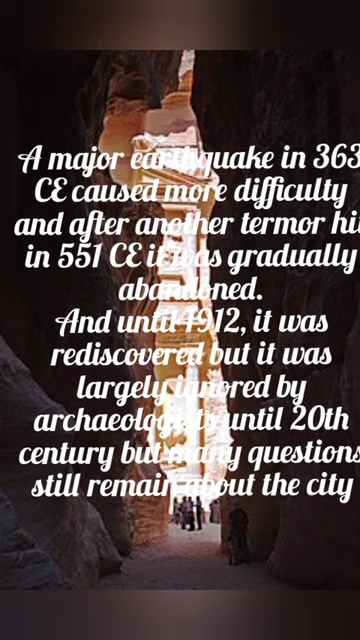 A major earthquake in 363
CE caused more difficulty
and after another termor hit
in 551 CE it was gradually
abandoned.
And until 1912, it was
rediscovered but it was
largely ignored by
archaeologists until 20th
century but many questions
still remain about the city